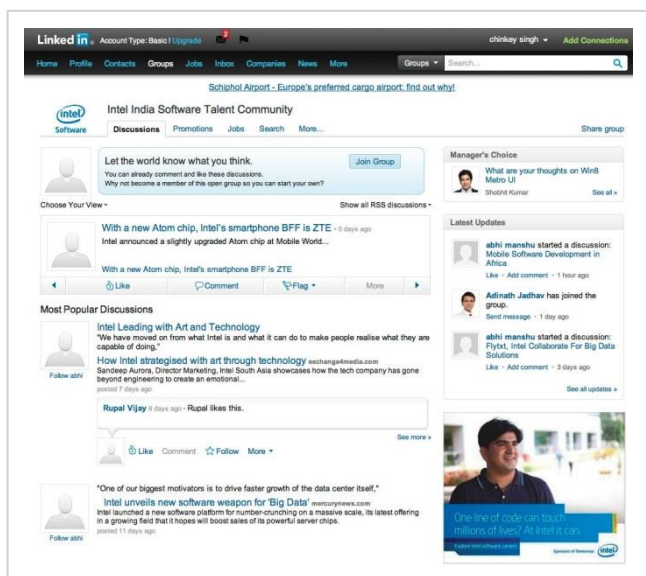 Linked in. Account Type: Basic | Upgrade 2 chinkey singh Add Connections
Home Profile Contacts Groups Jobs Inbox Companies News More Groups Search...
Schiphol Airport - Europe's preferred cargo airport: find out why!
intel Software
Intel India Software Talent Community
Discussions Promotions Jobs Search More... Share group
Let the world know what you think. Join Group
You can already comment and like these discussions.
Why not become a member of this open group so you can start your own?
Choose Your View Show all RSS discussions
With a new Atom chip, Intel's smartphone BFF is ZTE - 5 days ago
Intel announced a slightly upgraded Atom chip at Mobile World...
With a new Atom chip, Intel's smartphone BFF is ZTE
Like Comment Flag More
Most Popular Discussions
Intel Leading with Art and Technology
"We have moved on from what Intel is and what it can do to make people realise what they are
capable of doing,"
How Intel strategised with art through technology exchange4media.com
Sandeep Aurora, Director Marketing, Intel South Asia showcases how the tech company has gone
beyond engineering to create an emotional...
posted 7 days ago
Follow abhi
Rupal Vijay 6 days ago • Rupal likes this.
See more »
Like Comment Follow More
"One of our biggest motivators is to drive faster growth of the data center itself,"
Intel unveils new software weapon for 'Big Data' mercurynews.com
Intel launched a new software platform for number-crunching on a massive scale, its latest offering
in a growing field that it hopes will boost sales of its powerful server chips.
posted 11 days ago
Follow abhi
Manager's Choice
What are your thoughts on Win8
Metro UI
Shobhit Kumar See all »
Latest Updates
abhi manshu started a discussion:
Mobile Software Development in
Africa
Like · Add comment · 1 hour ago
Adinath Jadhav has joined the
group.
Send message · 1 day ago
abhi manshu started a discussion:
Flytxt, Intel Collaborate For Big Data
Solutions
Like · Add comment · 3 days ago
See all updates »
One line of code can touch
millions of lives? At Intel it can.
Explore Intel software careers
Sponsors of Tomorrow. intel